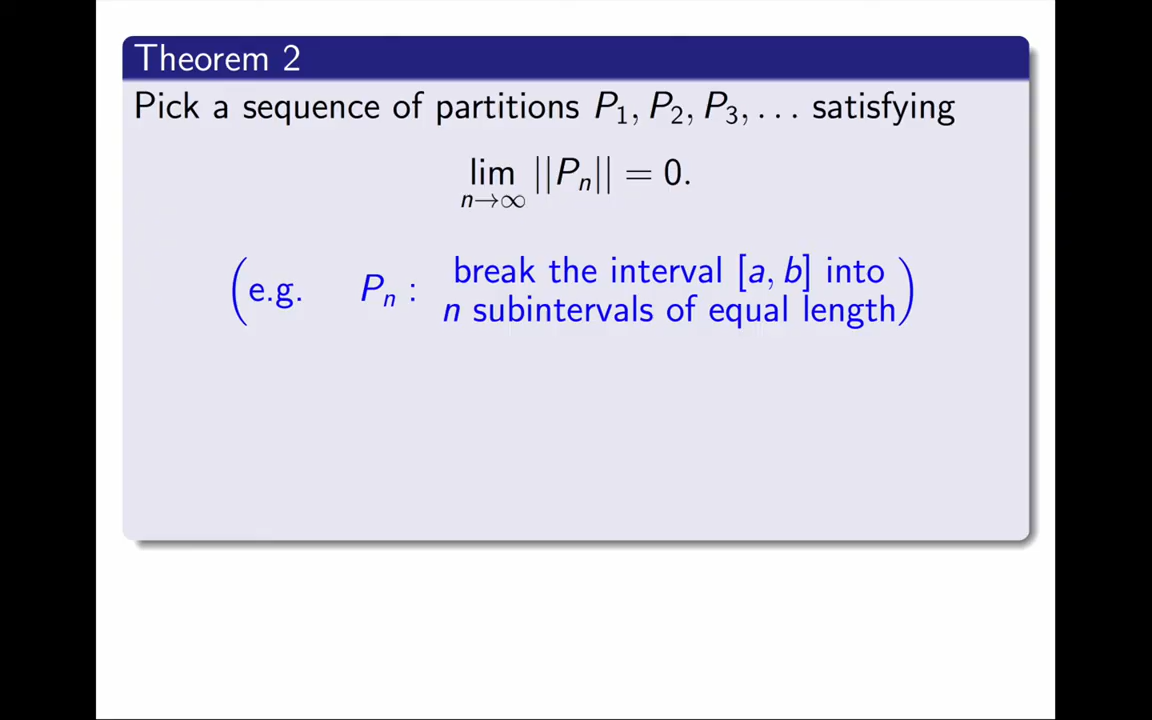 Theorem 2
Pick a sequence of partitions P₁, P₂, P₃, . . . satisfying
lim n→∞ ||Pₙ|| = 0.
(e.g. Pₙ : break the interval [a, b] into
n subintervals of equal length)